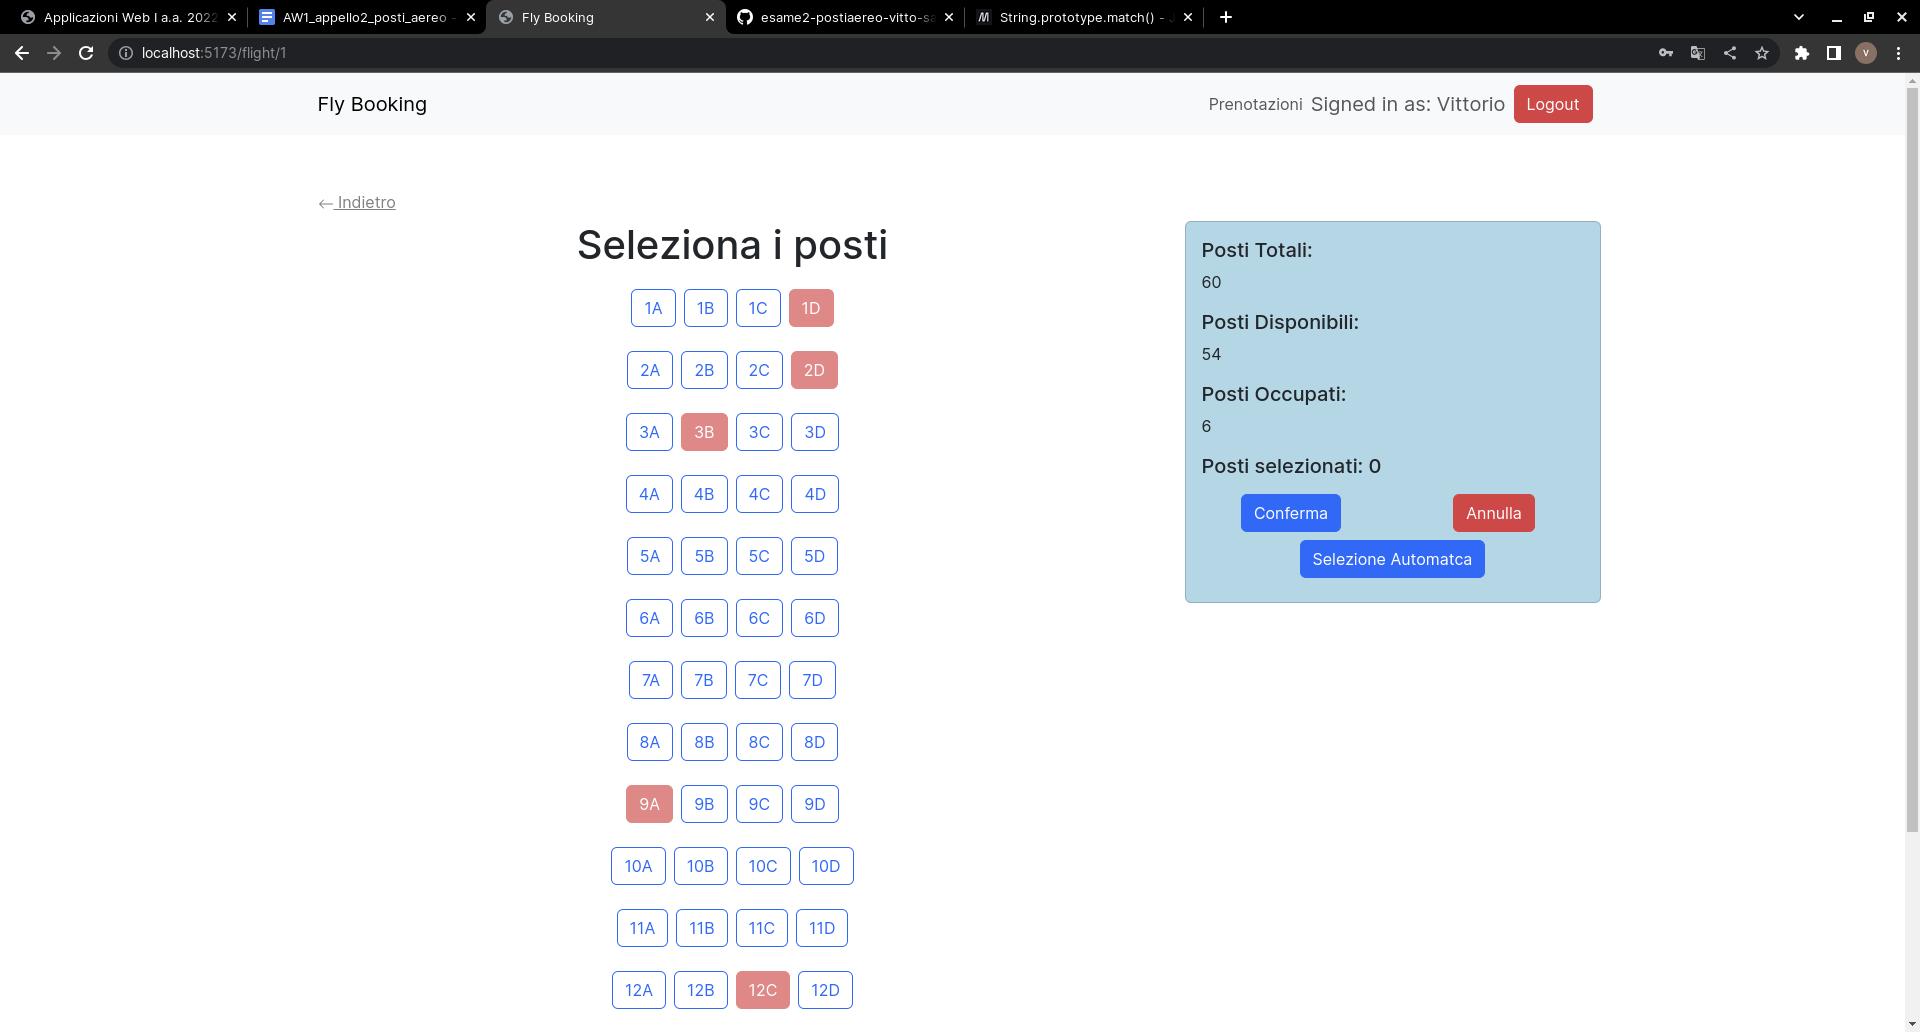 Applicazioni Web I a.a. 2022
AW1_appello2_posti_aereo -
Fly Booking
esame2-postiaereo-vitto-sa
String.prototype.match() -
localhost:5173/flight/1
V
Fly Booking
Prenotazioni Signed in as: Vittorio Logout
← Indietro
Seleziona i posti
1A 1B 1C 1D
2A 2B 2C 2D
3A 3B 3C 3D
4A 4B 4C 4D
5A 5B 5C 5D
6A 6B 6C 6D
7A 7B 7C 7D
8A 8B 8C 8D
9A 9B 9C 9D
10A 10B 10C 10D
11A 11B 11C 11D
12A 12B 12C 12D
Posti Totali:
60
Posti Disponibili:
54
Posti Occupati:
6
Posti selezionati: 0
Conferma Annulla
Selezione Automatca